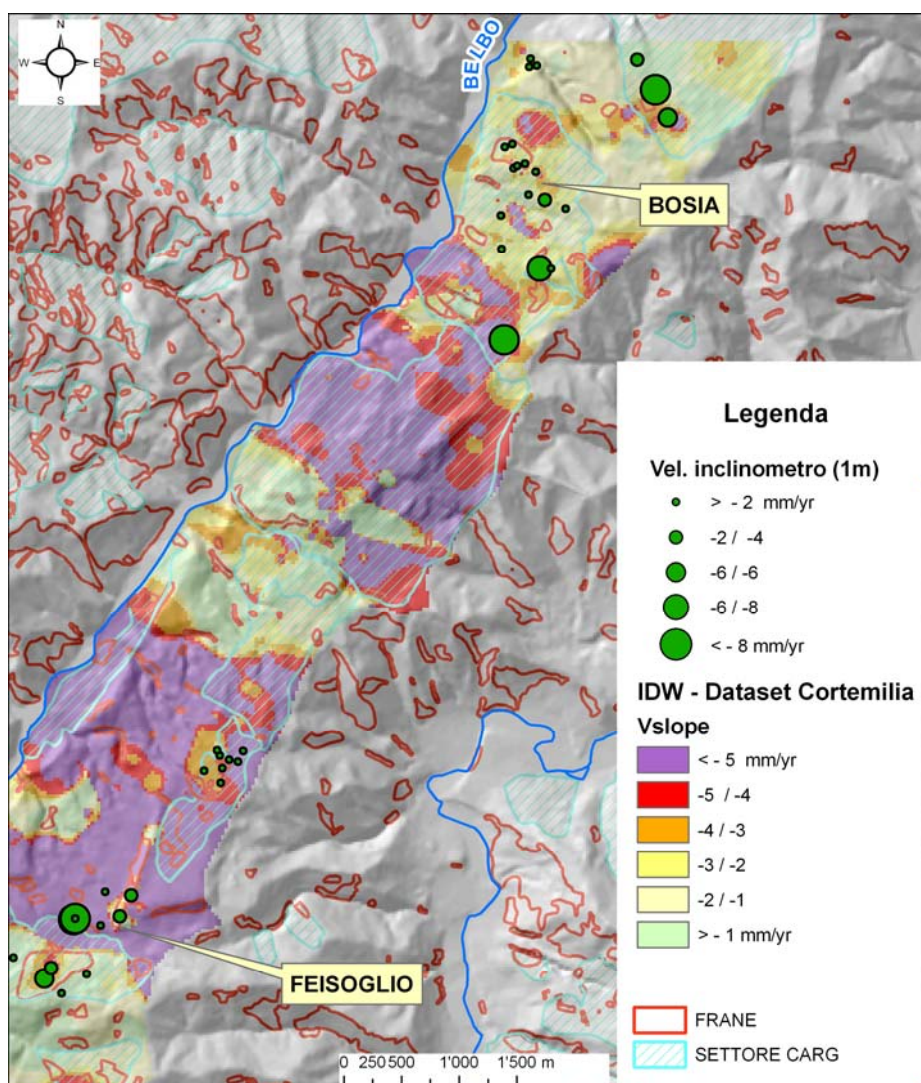 N
W E
S
BELBO
BOSIA
FEISOGLIO
Legenda
Vel. inclinometro (1m)
> - 2 mm/yr
-2 / -4
-6 / -6
-6 / -8
< - 8 mm/yr
IDW - Dataset Cortemilia
Vslope
< - 5 mm/yr
-5 / -4
-4 / -3
-3 / -2
-2 / -1
> - 1 mm/yr
FRANE
SETTORE CARG
0 250 500 1'000 1'500 m